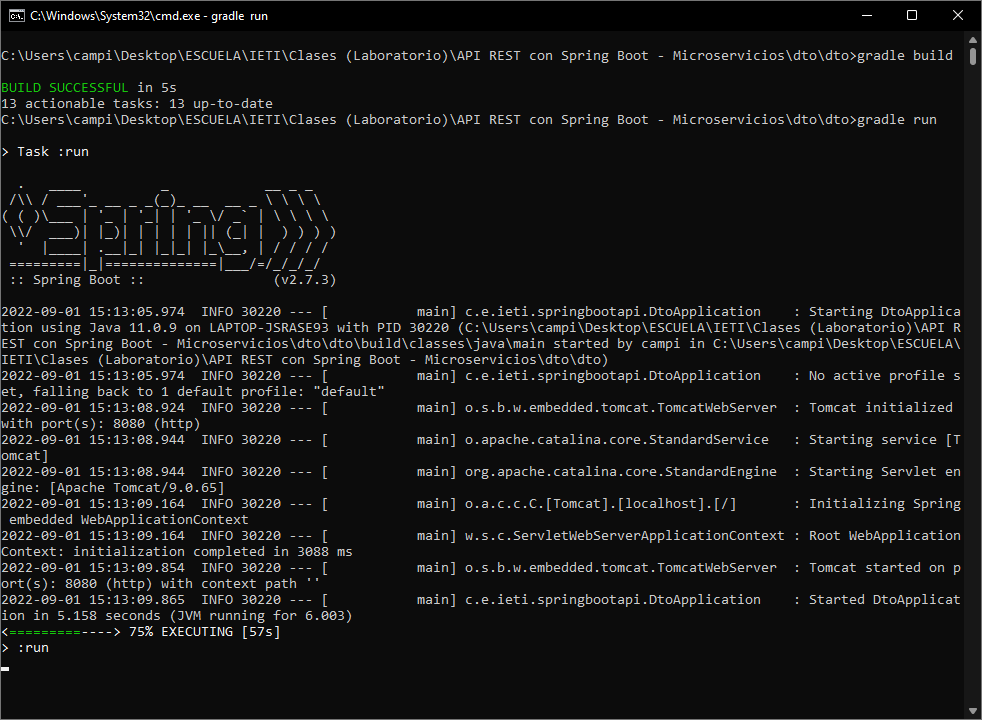 C:\Windows\System32\cmd.exe - gradle  run
C:\Users\campi\Desktop\ESCUELA\IETI\Clases (Laboratorio)\API REST con Spring Boot - Microservicios\dto\dto>gradle build
BUILD SUCCESSFUL in 5s
13 actionable tasks: 13 up-to-date
C:\Users\campi\Desktop\ESCUELA\IETI\Clases (Laboratorio)\API REST con Spring Boot - Microservicios\dto\dto>gradle run
> Task :run
  .   ____          _            __ _ _
 /\\ / ___'_ __ _ _(_)_ __  __ _ \ \ \ \
( ( )\___ | '_ | '_| | '_ \/ _` | \ \ \ \
 \\/  ___)| |_)| | | | | || (_| |  ) ) ) )
  '  |____| .__|_| |_|_| |_\__, | / / / /
 =========|_|==============|___/=/_/_/_/
 :: Spring Boot ::                (v2.7.3)
2022-09-01 15:13:05.974  INFO 30220 --- [           main] c.e.ieti.springbootapi.DtoApplication    : Starting DtoApplica
tion using Java 11.0.9 on LAPTOP-JSRASE93 with PID 30220 (C:\Users\campi\Desktop\ESCUELA\IETI\Clases (Laboratorio)\API R
EST con Spring Boot - Microservicios\dto\dto\build\classes\java\main started by campi in C:\Users\campi\Desktop\ESCUELA\
IETI\Clases (Laboratorio)\API REST con Spring Boot - Microservicios\dto\dto)
2022-09-01 15:13:05.974  INFO 30220 --- [           main] c.e.ieti.springbootapi.DtoApplication    : No active profile s
et, falling back to 1 default profile: "default"
2022-09-01 15:13:08.924  INFO 30220 --- [           main] o.s.b.w.embedded.tomcat.TomcatWebServer  : Tomcat initialized
with port(s): 8080 (http)
2022-09-01 15:13:08.944  INFO 30220 --- [           main] o.apache.catalina.core.StandardService   : Starting service [T
omcat]
2022-09-01 15:13:08.944  INFO 30220 --- [           main] org.apache.catalina.core.StandardEngine  : Starting Servlet en
gine: [Apache Tomcat/9.0.65]
2022-09-01 15:13:09.164  INFO 30220 --- [           main] o.a.c.c.C.[Tomcat].[localhost].[/]       : Initializing Spring
 embedded WebApplicationContext
2022-09-01 15:13:09.164  INFO 30220 --- [           main] w.s.c.ServletWebServerApplicationContext : Root WebApplication
Context: initialization completed in 3088 ms
2022-09-01 15:13:09.854  INFO 30220 --- [           main] o.s.b.w.embedded.tomcat.TomcatWebServer  : Tomcat started on p
ort(s): 8080 (http) with context path ''
2022-09-01 15:13:09.865  INFO 30220 --- [           main] c.e.ieti.springbootapi.DtoApplication    : Started DtoApplicat
ion in 5.158 seconds (JVM running for 6.003)
<=========----> 75% EXECUTING [57s]
> :run